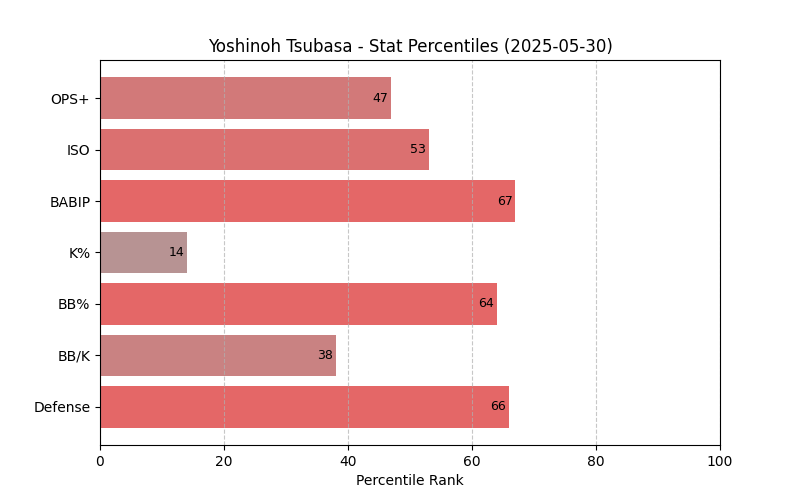 Yoshinoh Tsubasa - Stat Percentiles (2025-05-30)
OPS+ 47
ISO 53
BABIP 67
K% 14
BB% 64
BB/K 38
Defense 66
0 20 40 60 80 100
Percentile Rank